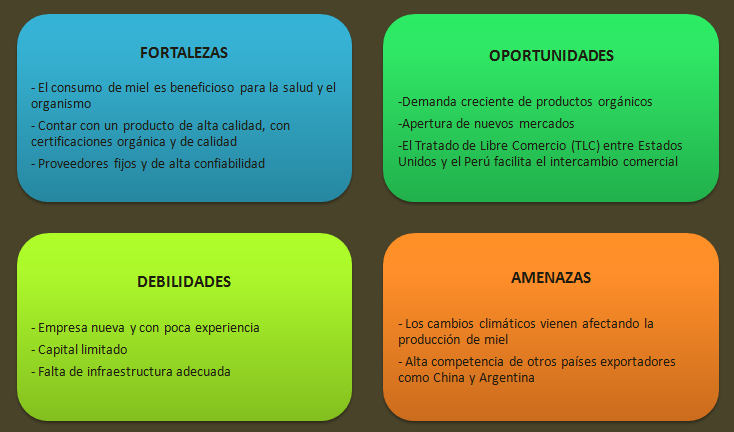 FORTALEZAS
- El consumo de miel es beneficioso para la salud y el
organismo
- Contar con un producto de alta calidad, con
certificaciones orgánica y de calidad
- Proveedores fijos y de alta confiabilidad
OPORTUNIDADES
-Demanda creciente de productos orgánicos
-Apertura de nuevos mercados
-El Tratado de Libre Comercio (TLC) entre Estados
Unidos y el Perú facilita el intercambio comercial
DEBILIDADES
- Empresa nueva y con poca experiencia
- Capital limitado
- Falta de infraestructura adecuada
AMENAZAS
- Los cambios climáticos vienen afectando la
producción de miel
- Alta competencia de otros países exportadores
como China y Argentina